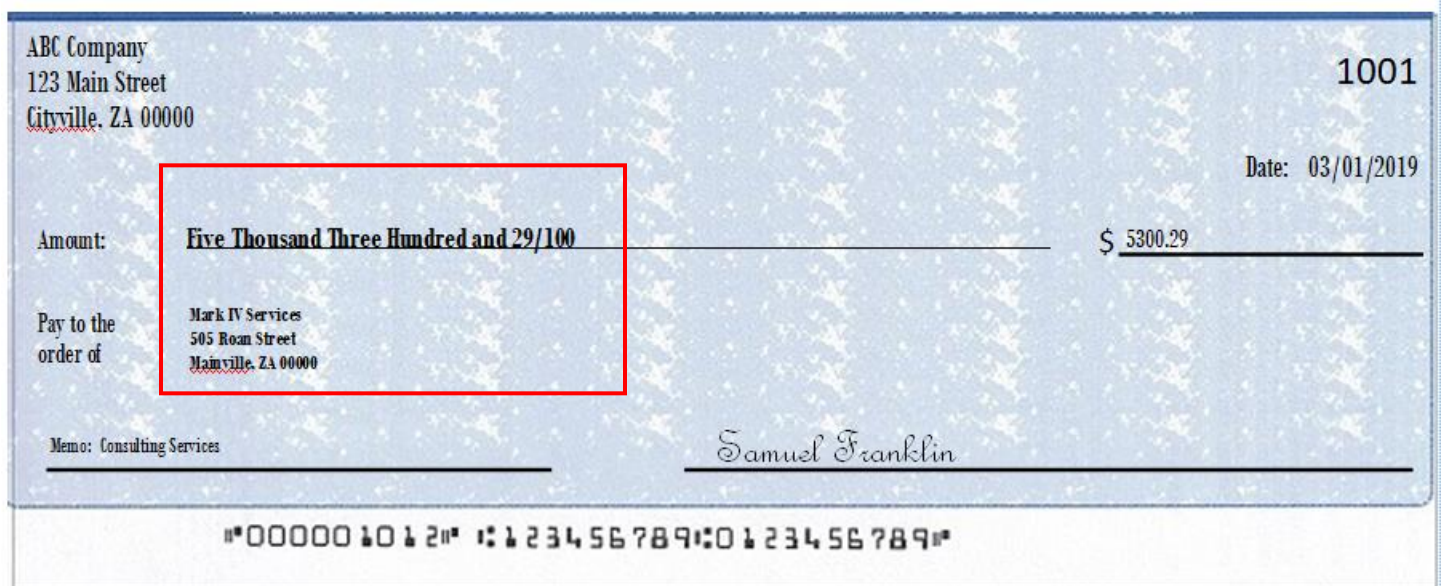 ABC Company
123 Main Street
Cityville, ZA 00000
1001
Date: 03/01/2019
Amount: Five Thousand Three Hundred and 29/100 $ 5300.29
Pay to the
order of
Mark IV Services
505 Roan Street
Mainville, ZA 00000
Memo: Consulting Services
Samuel Franklin
⑈000001012⑈ ⑆123456789⑆0123456789⑈